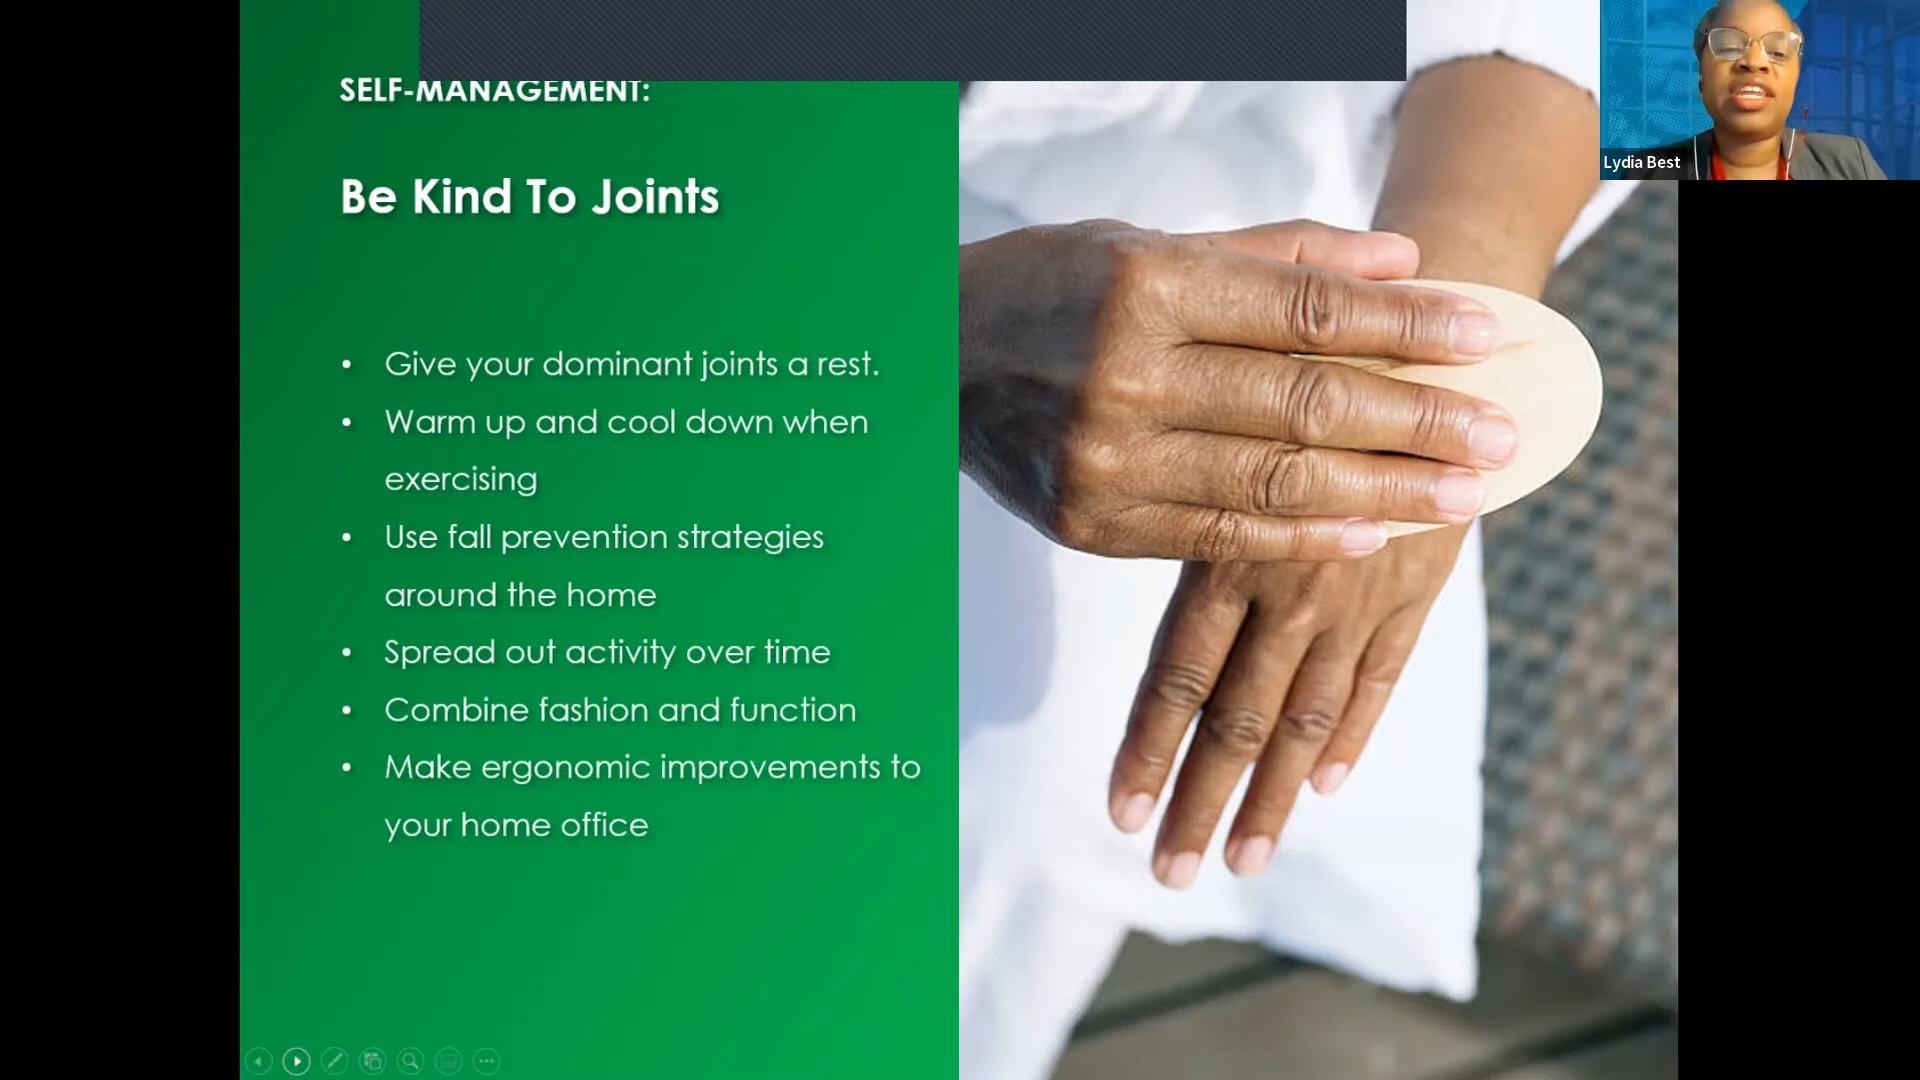 SELF-MANAGEMENT:
Be Kind To Joints
• Give your dominant joints a rest.
• Warm up and cool down when
exercising
• Use fall prevention strategies
around the home
• Spread out activity over time
• Combine fashion and function
• Make ergonomic improvements to
your home office
Lydia Best